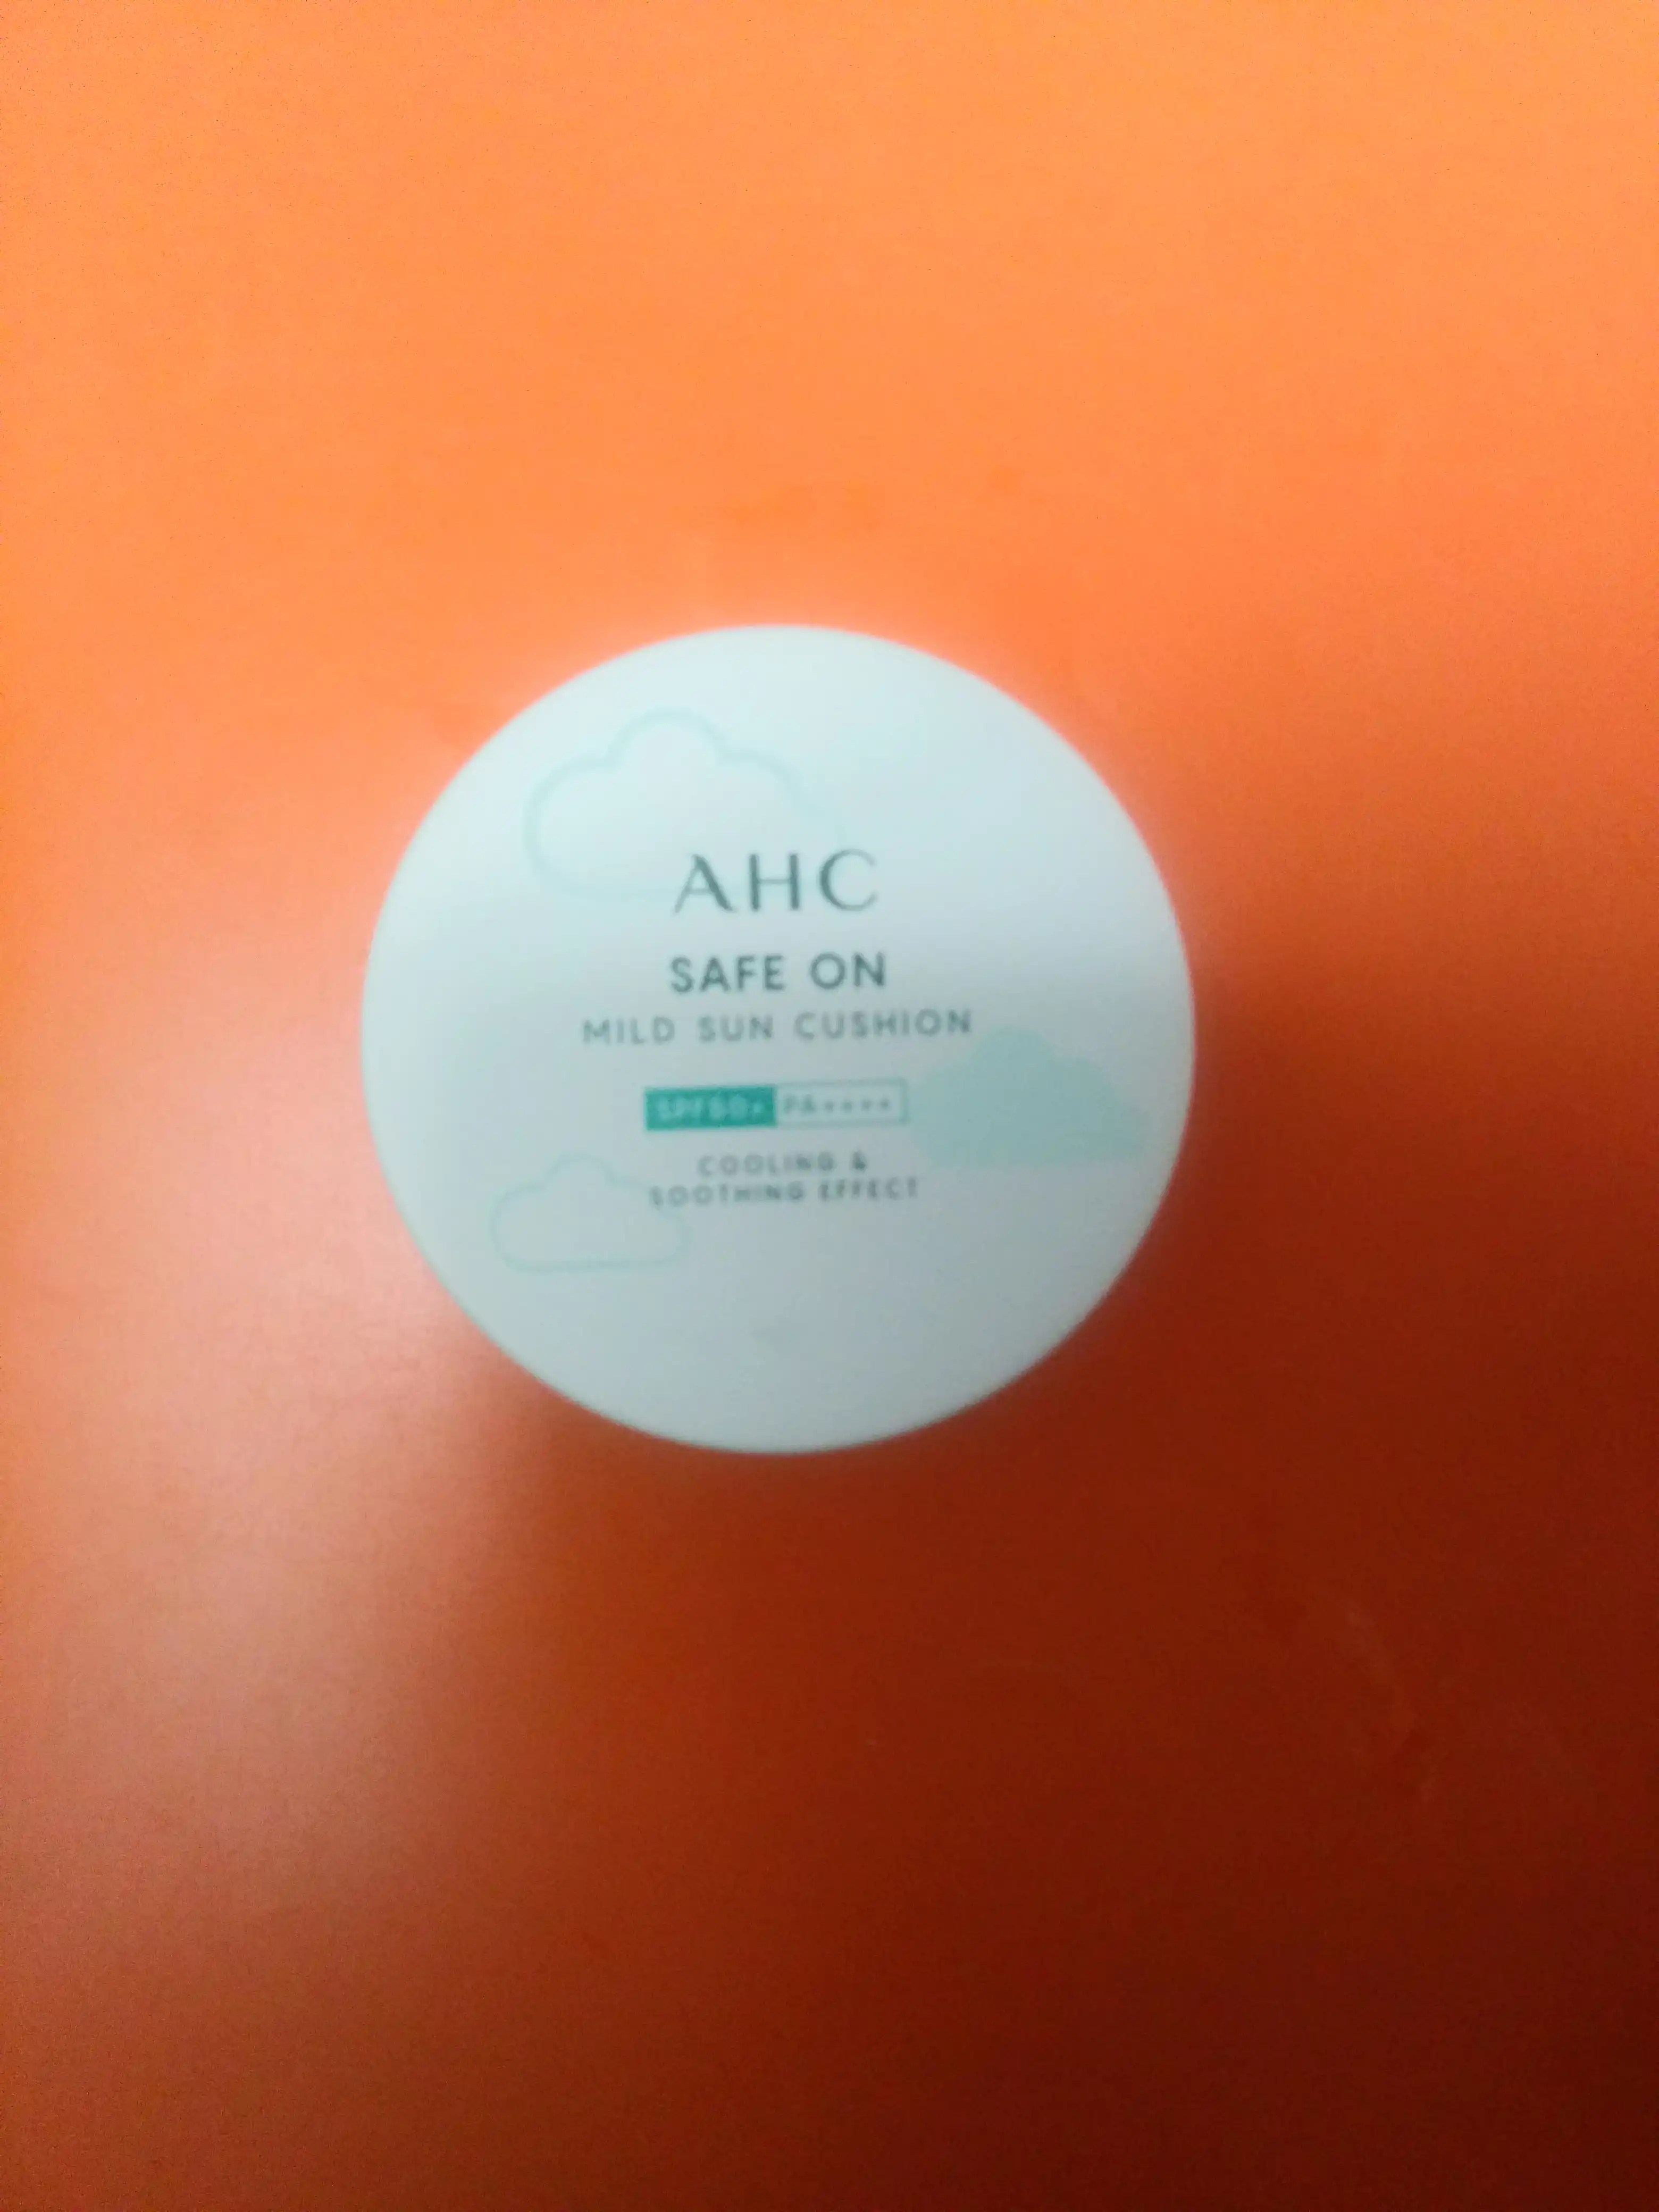 AHC
SAFE ON
MILD SUN CUSHION
SPF50+ PA++++
COOLING &
SOOTHING EFFECT